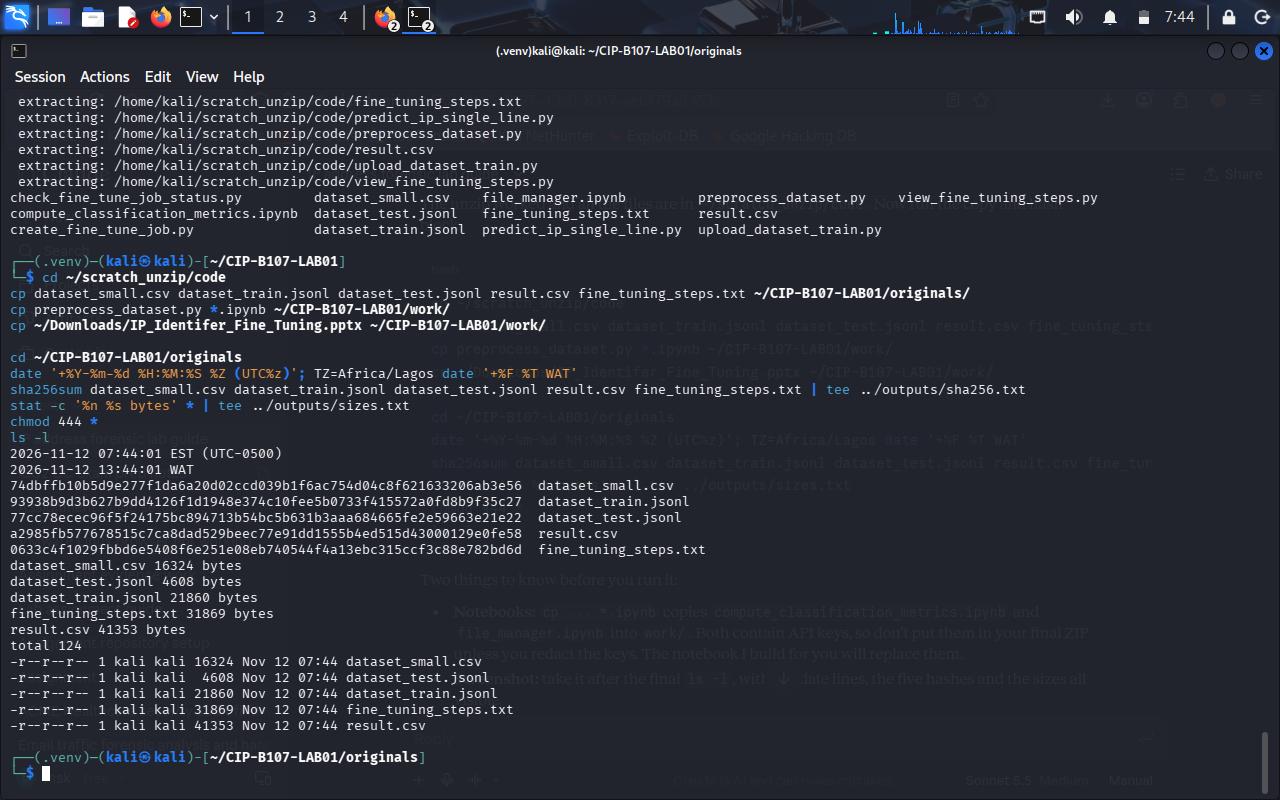 1 2 3 4 2 2 7:44
(.venv)kali@kali: ~/CIP-B107-LAB01/originals
Session Actions Edit View Help
extracting: /home/kali/scratch_unzip/code/fine_tuning_steps.txt
extracting: /home/kali/scratch_unzip/code/predict_ip_single_line.py
extracting: /home/kali/scratch_unzip/code/preprocess_dataset.py
extracting: /home/kali/scratch_unzip/code/result.csv
extracting: /home/kali/scratch_unzip/code/upload_dataset_train.py
extracting: /home/kali/scratch_unzip/code/view_fine_tuning_steps.py
check_fine_tune_job_status.py dataset_small.csv file_manager.ipynb preprocess_dataset.py view_fine_tuning_steps.py
compute_classification_metrics.ipynb dataset_test.jsonl fine_tuning_steps.txt result.csv
create_fine_tune_job.py dataset_train.jsonl predict_ip_single_line.py upload_dataset_train.py
┌──(.venv)─(kali㉿kali)-[~/CIP-B107-LAB01]
└─$ cd ~/scratch_unzip/code
cp dataset_small.csv dataset_train.jsonl dataset_test.jsonl result.csv fine_tuning_steps.txt ~/CIP-B107-LAB01/originals/
cp preprocess_dataset.py *.ipynb ~/CIP-B107-LAB01/work/
cp ~/Downloads/IP_Identifer_Fine_Tuning.pptx ~/CIP-B107-LAB01/work/
cd ~/CIP-B107-LAB01/originals
date '+%Y-%m-%d %H:%M:%S %Z (UTC%z)'; TZ=Africa/Lagos date '+%F %T WAT'
sha256sum dataset_small.csv dataset_train.jsonl dataset_test.jsonl result.csv fine_tuning_steps.txt | tee ../outputs/sha256.txt
stat -c '%n %s bytes' * | tee ../outputs/sizes.txt
chmod 444 *
ls -l
2026-11-12 07:44:01 EST (UTC-0500)
2026-11-12 13:44:01 WAT
74dbffb10b5d9e277f1da6a20d02ccd039b1f6ac754d04c8f621633206ab3e56 dataset_small.csv
93938b9d3b627b9dd4126f1d1948e374c10fee5b0733f415572a0fd8b9f35c27 dataset_train.jsonl
77cc78ecec96f5f24175bc894713b54bc5b631b3aaa684665fe2e59663e21e22 dataset_test.jsonl
a2985fb577678515c7ca8dad529beec77e91dd1555b4ed515d43000129e0fe58 result.csv
0633c4f1029fbbd6e5408f6e251e08eb740544f4a13ebc315ccf3c88e782bd6d fine_tuning_steps.txt
dataset_small.csv 16324 bytes
dataset_test.jsonl 4608 bytes
dataset_train.jsonl 21860 bytes
fine_tuning_steps.txt 31869 bytes
result.csv 41353 bytes
total 124
-r--r--r-- 1 kali kali 16324 Nov 12 07:44 dataset_small.csv
-r--r--r-- 1 kali kali 4608 Nov 12 07:44 dataset_test.jsonl
-r--r--r-- 1 kali kali 21860 Nov 12 07:44 dataset_train.jsonl
-r--r--r-- 1 kali kali 31869 Nov 12 07:44 fine_tuning_steps.txt
-r--r--r-- 1 kali kali 41353 Nov 12 07:44 result.csv
┌──(.venv)─(kali㉿kali)-[~/CIP-B107-LAB01/originals]
└─$